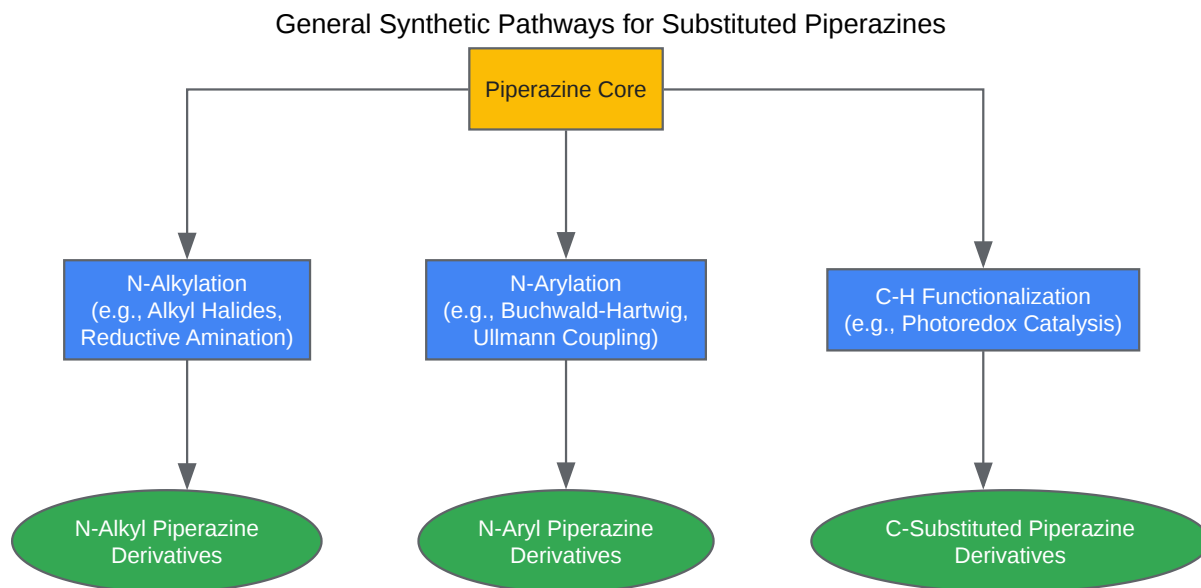 General Synthetic Pathways for Substituted Piperazines
Piperazine Core
N-Alkylation
(e.g., Alkyl Halides,
Reductive Amination)
N-Arylation
(e.g., Buchwald-Hartwig,
Ullmann Coupling)
C-H Functionalization
(e.g., Photoredox Catalysis)
N-Alkyl Piperazine
Derivatives
N-Aryl Piperazine
Derivatives
C-Substituted Piperazine
Derivatives